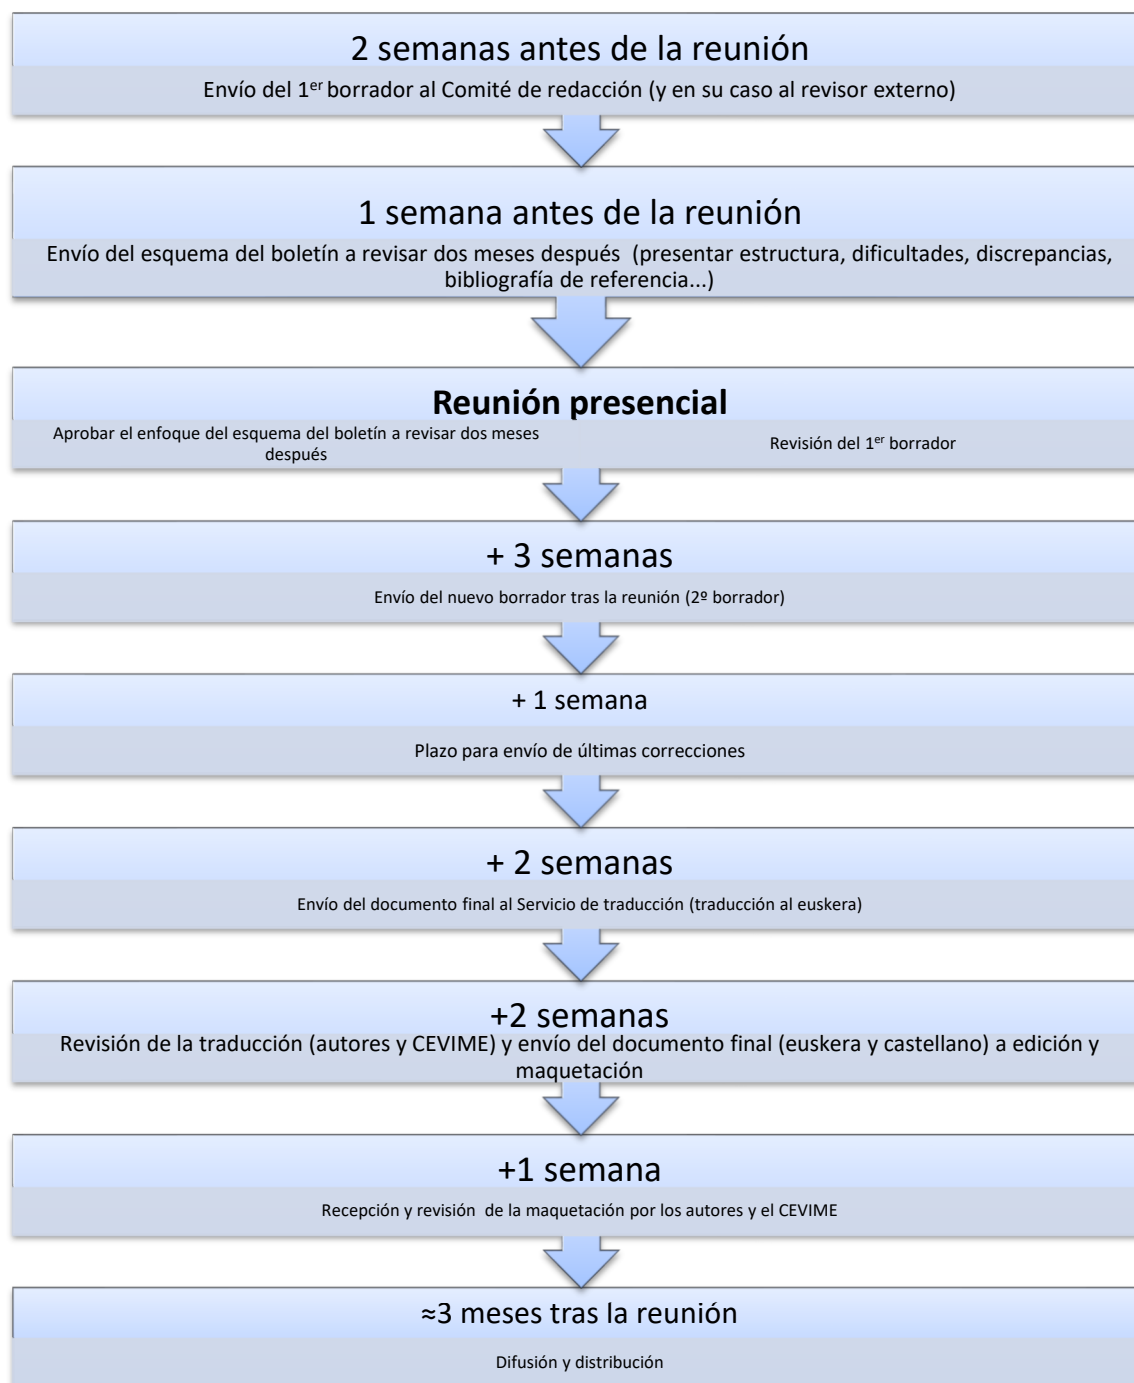 2 semanas antes de la reunión
Envío del 1er borrador al Comité de redacción (y en su caso al revisor externo)
1 semana antes de la reunión
Envío del esquema del boletín a revisar dos meses después (presentar estructura, dificultades, discrepancias,
bibliografía de referencia...)
Reunión presencial
Aprobar el enfoque del esquema del boletín a revisar dos meses
después
Revisión del 1er borrador
+ 3 semanas
Envío del nuevo borrador tras la reunión (2º borrador)
+ 1 semana
Plazo para envío de últimas correcciones
+ 2 semanas
Envío del documento final al Servicio de traducción (traducción al euskera)
+2 semanas
Revisión de la traducción (autores y CEVIME) y envío del documento final (euskera y castellano) a edición y
maquetación
+1 semana
Recepción y revisión de la maquetación por los autores y el CEVIME
≈3 meses tras la reunión
Difusión y distribución